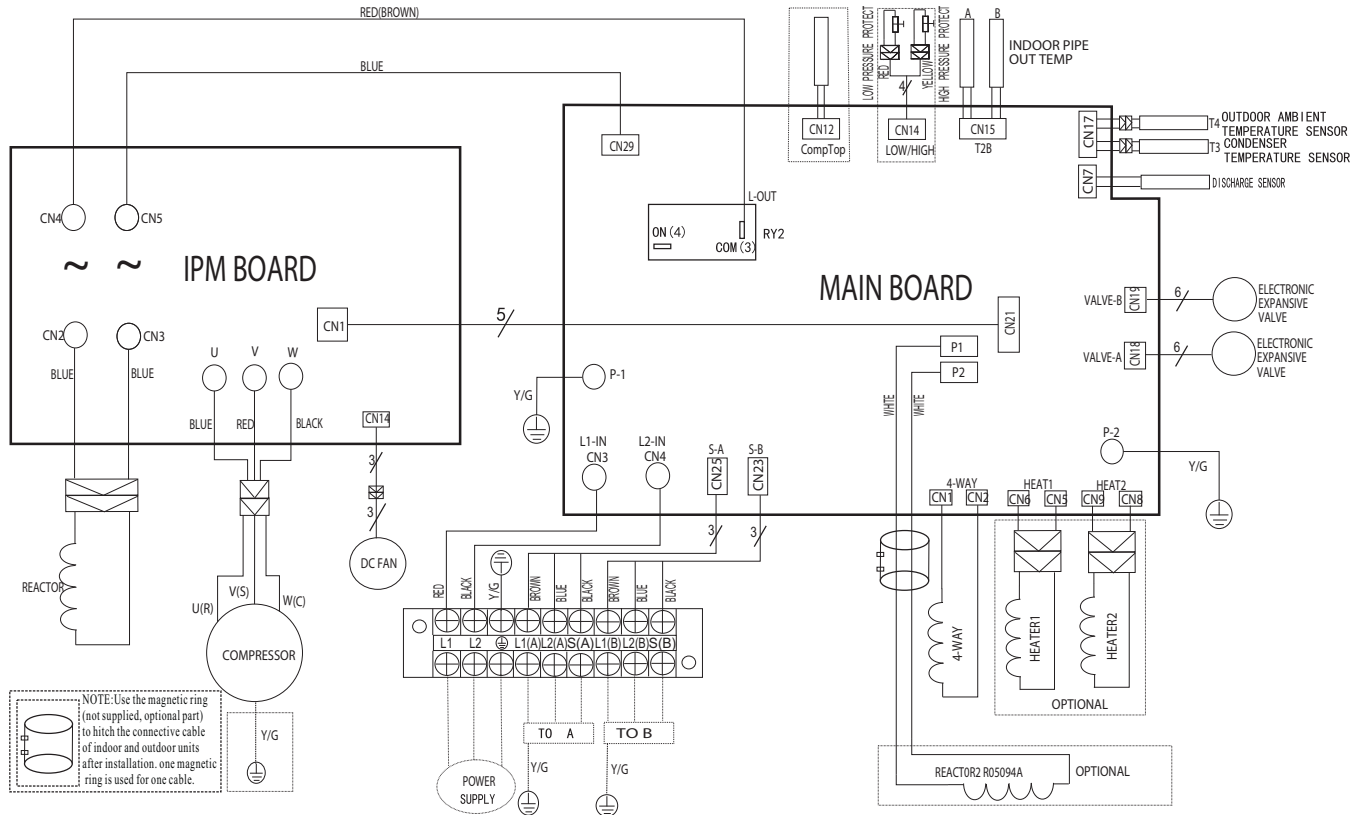 RED(BROWN)
BLUE
LOW PRESSURE PROTECT
RED
YELLOW
HIGH PRESSURE PROTECT
4
A
B
INDOOR PIPE
OUT TEMP
CN12
CompTop
CN14
LOW/HIGH
CN15
T2B
CN17
T4 OUTDOOR AMBIENT
TEMPERATURE SENSOR
T3 CONDENSER
TEMPERATURE SENSOR
CN7
DISCHARGE SENSOR
CN29
L-OUT
ON(4)
COM(3)
RY2
CN4
CN5
~
~
IPM BOARD
MAIN BOARD
CN2
CN3
BLUE
BLUE
CN1
5
CN21
U
V
W
BLUE
RED
BLACK
CN14
3
3
DC FAN
VALVE-B
CN19
6
ELECTRONIC
EXPANSIVE
VALVE
VALVE-A
CN18
6
ELECTRONIC
EXPANSIVE
VALVE
P1
P2
WHITE
WHITE
P-1
Y/G
P-2
Y/G
L1-IN
CN3
L2-IN
CN4
S-A
CN25
S-B
CN23
3
3
4-WAY
CN1
CN2
HEAT1
CN6
CN5
HEAT2
CN9
CN8
REACTOR
U(R)
V(S)
W(C)
COMPRESSOR
Y/G
RED
BLACK
Y/G
BROWN
BLUE
BLACK
BROWN
BLUE
BLACK
L1
L2
L1(A)
L2(A)
S(A)
L1(B)
L2(B)
S(B)
TO A
TO B
Y/G
Y/G
POWER
SUPPLY
4-WAY
HEATER1
HEATER2
OPTIONAL
REACTOR2 R05094A
OPTIONAL
NOTE:Use the magnetic ring
(not supplied, optional part)
to hitch the connective cable
of indoor and outdoor units
after installation. one magnetic
ring is used for one cable.